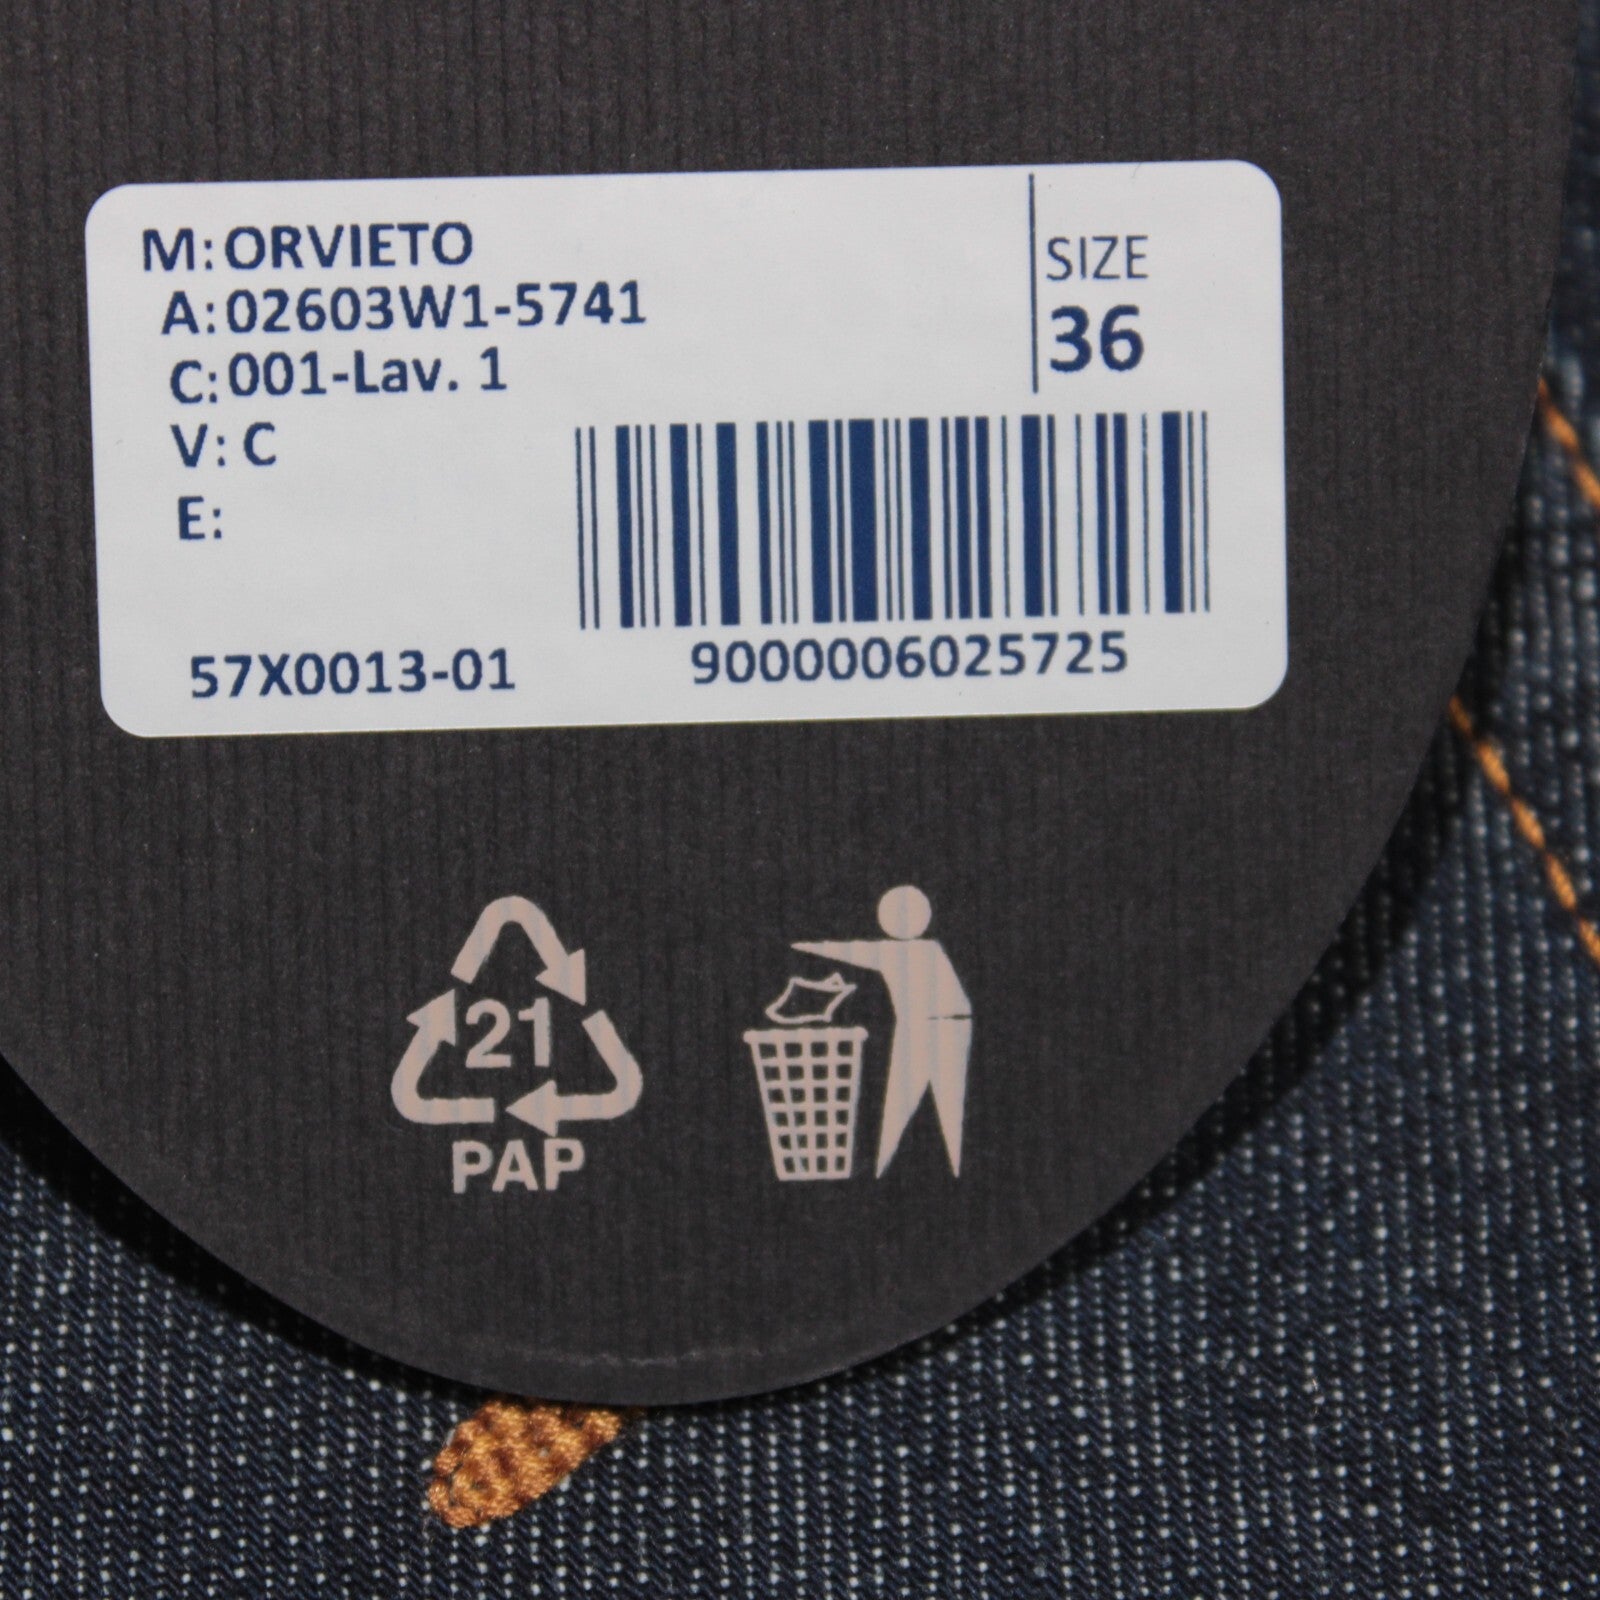 M: ORVIETO
A: 02603W1-5741
C: 001-Lav. 1
V: C
E:
SIZE
36
57X0013-01
9000006025725
21
PAP